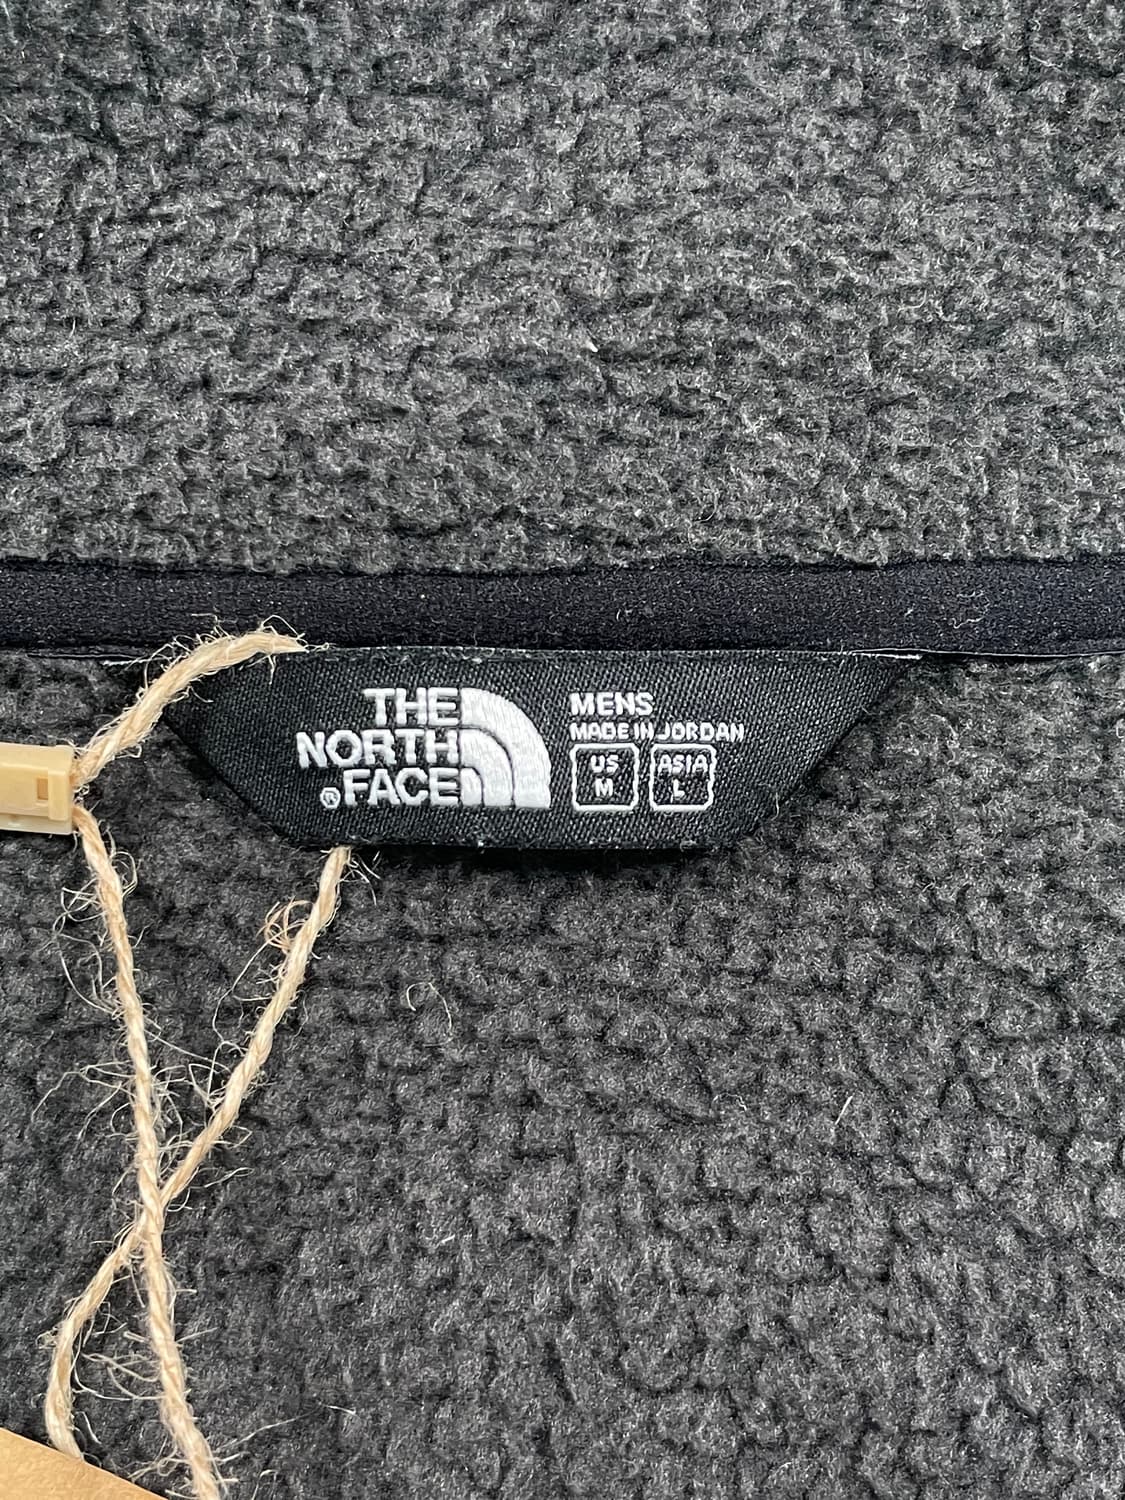 THE
NORTH
® FACE
MENS
MADE IN JORDAN
US ASIA
M L